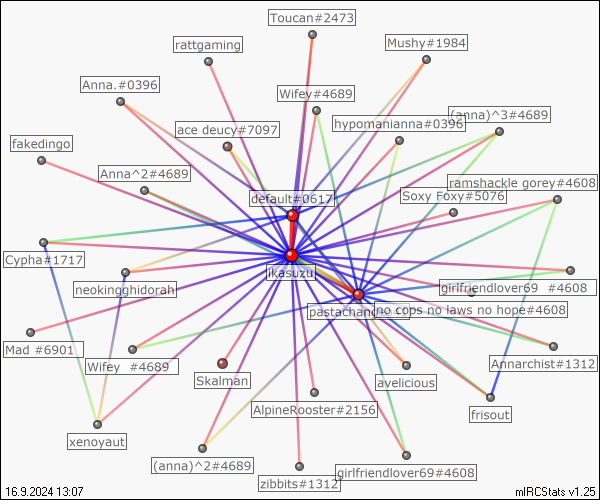 Toucan#2473
rattgaming
Mushy#1984
Anna.#0396
Wifey#4689
(anna)^3#4689
hypomanianna#0396
ace deucy#7097
fakedingo
Anna^2#4689
ramshackle gorey#4608
default#0617
Soxy Foxy#5076
Cypha#1717
ikasuzu
neokingghidorah
girlfriendlover69 #4608
no cops no laws no hope#4608
Mad #6901
Wifey #4689
Annarchist#1312
Skalman
avelicious
AlpineRooster#2156
frisout
xenoyaut
(anna)^2#4689
girlfriendlover69#4608
zibbits#1312
16.9.2024 13:07
mIRCStats v1.25